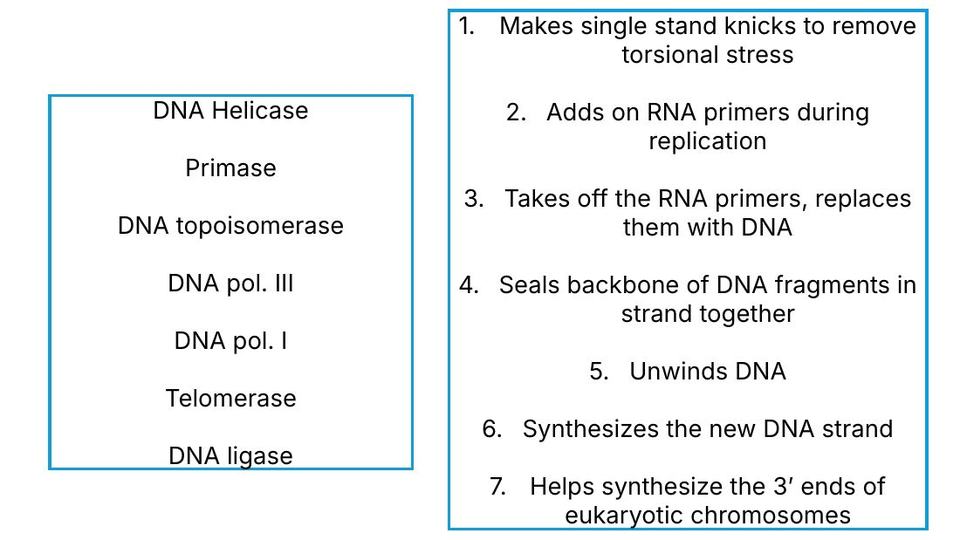 DNA Helicase
Primase
DNA topoisomerase
DNA pol. III
DNA pol. I
Telomerase
DNA ligase
1. Makes single stand knicks to remove
torsional stress
2. Adds on RNA primers during
replication
3. Takes off the RNA primers, replaces
them with DNA
4. Seals backbone of DNA fragments in
strand together
5. Unwinds DNA
6. Synthesizes the new DNA strand
7. Helps synthesize the 3’ ends of
eukaryotic chromosomes